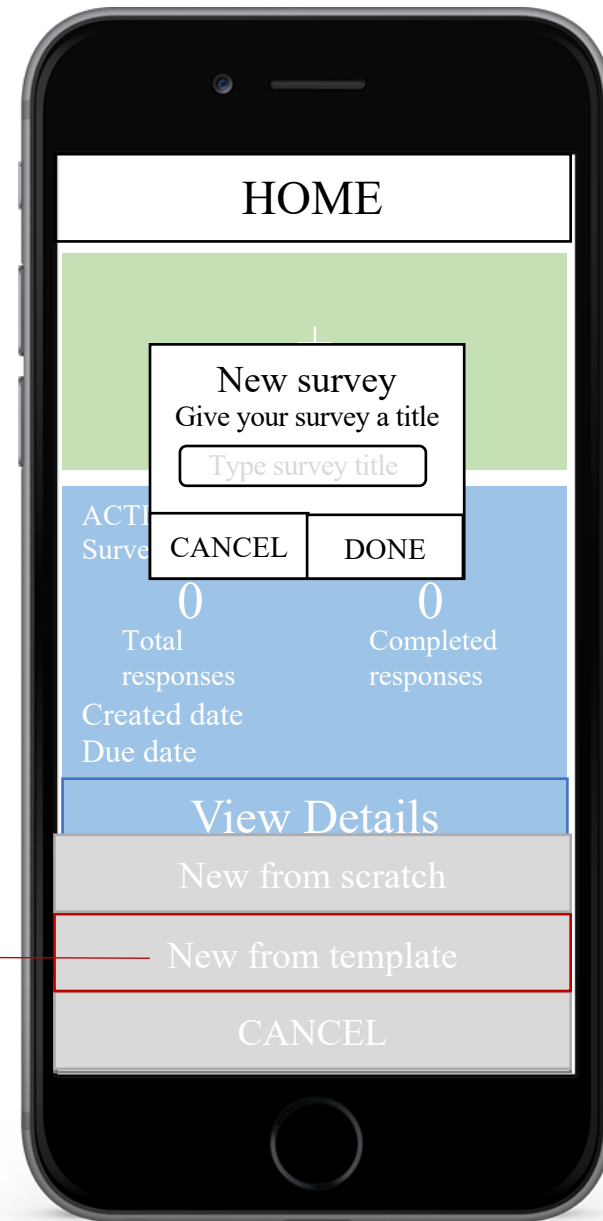 HOME
+
New survey
Give your survey a title
Type survey title
CANCEL
DONE
0
0
Total
responses
Completed
responses
Created date
Due date
View Details
New from scratch
New from template
CANCEL